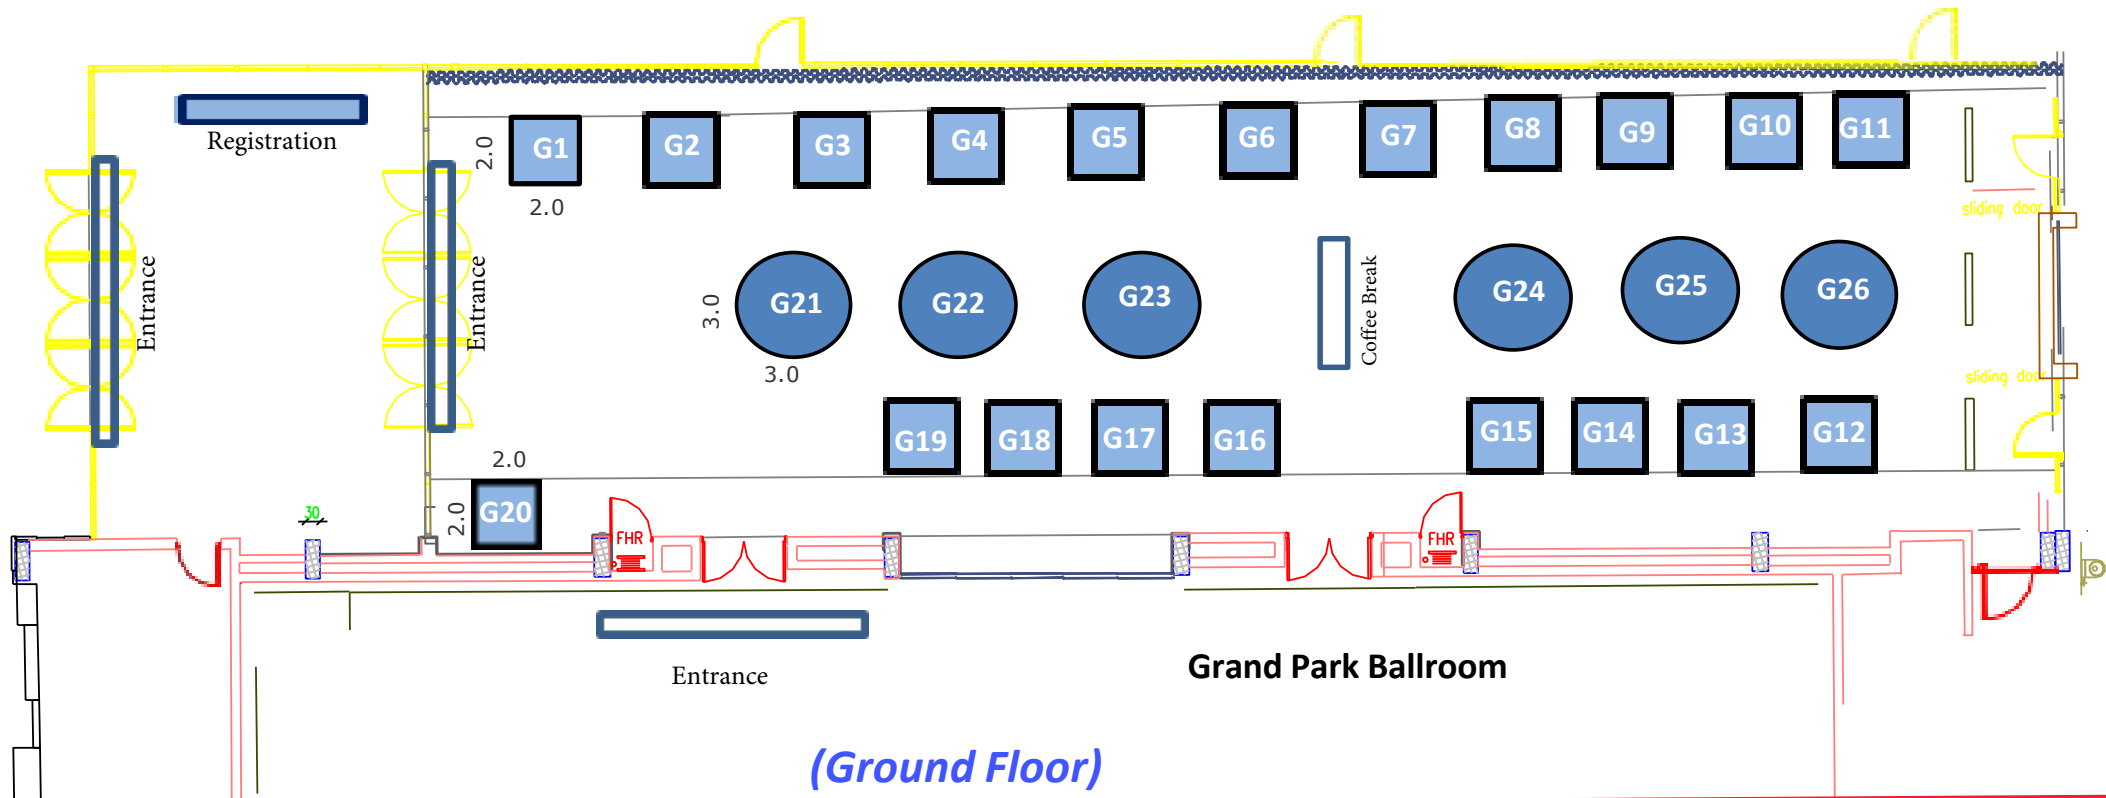 Registration
2.0
G1
G2
G3
G4
G5
G6
G7
G8
G9
G10
G11
2.0
sliding door
Entrance
Entrance
3.0
G21
G22
G23
Coffee Break
G24
G25
G26
3.0
sliding door
G19
G18
G17
G16
G15
G14
G13
G12
2.0
2.0
G20
30
FHR
FHR
Entrance
Grand Park Ballroom
(Ground Floor)